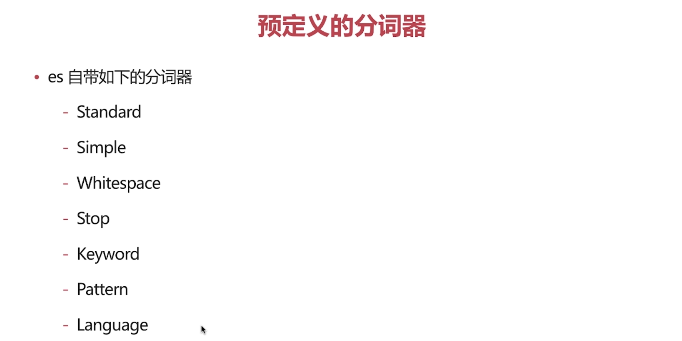 预定义的分词器
• es 自带如下的分词器
- Standard
- Simple
- Whitespace
- Stop
- Keyword
- Pattern
- Language